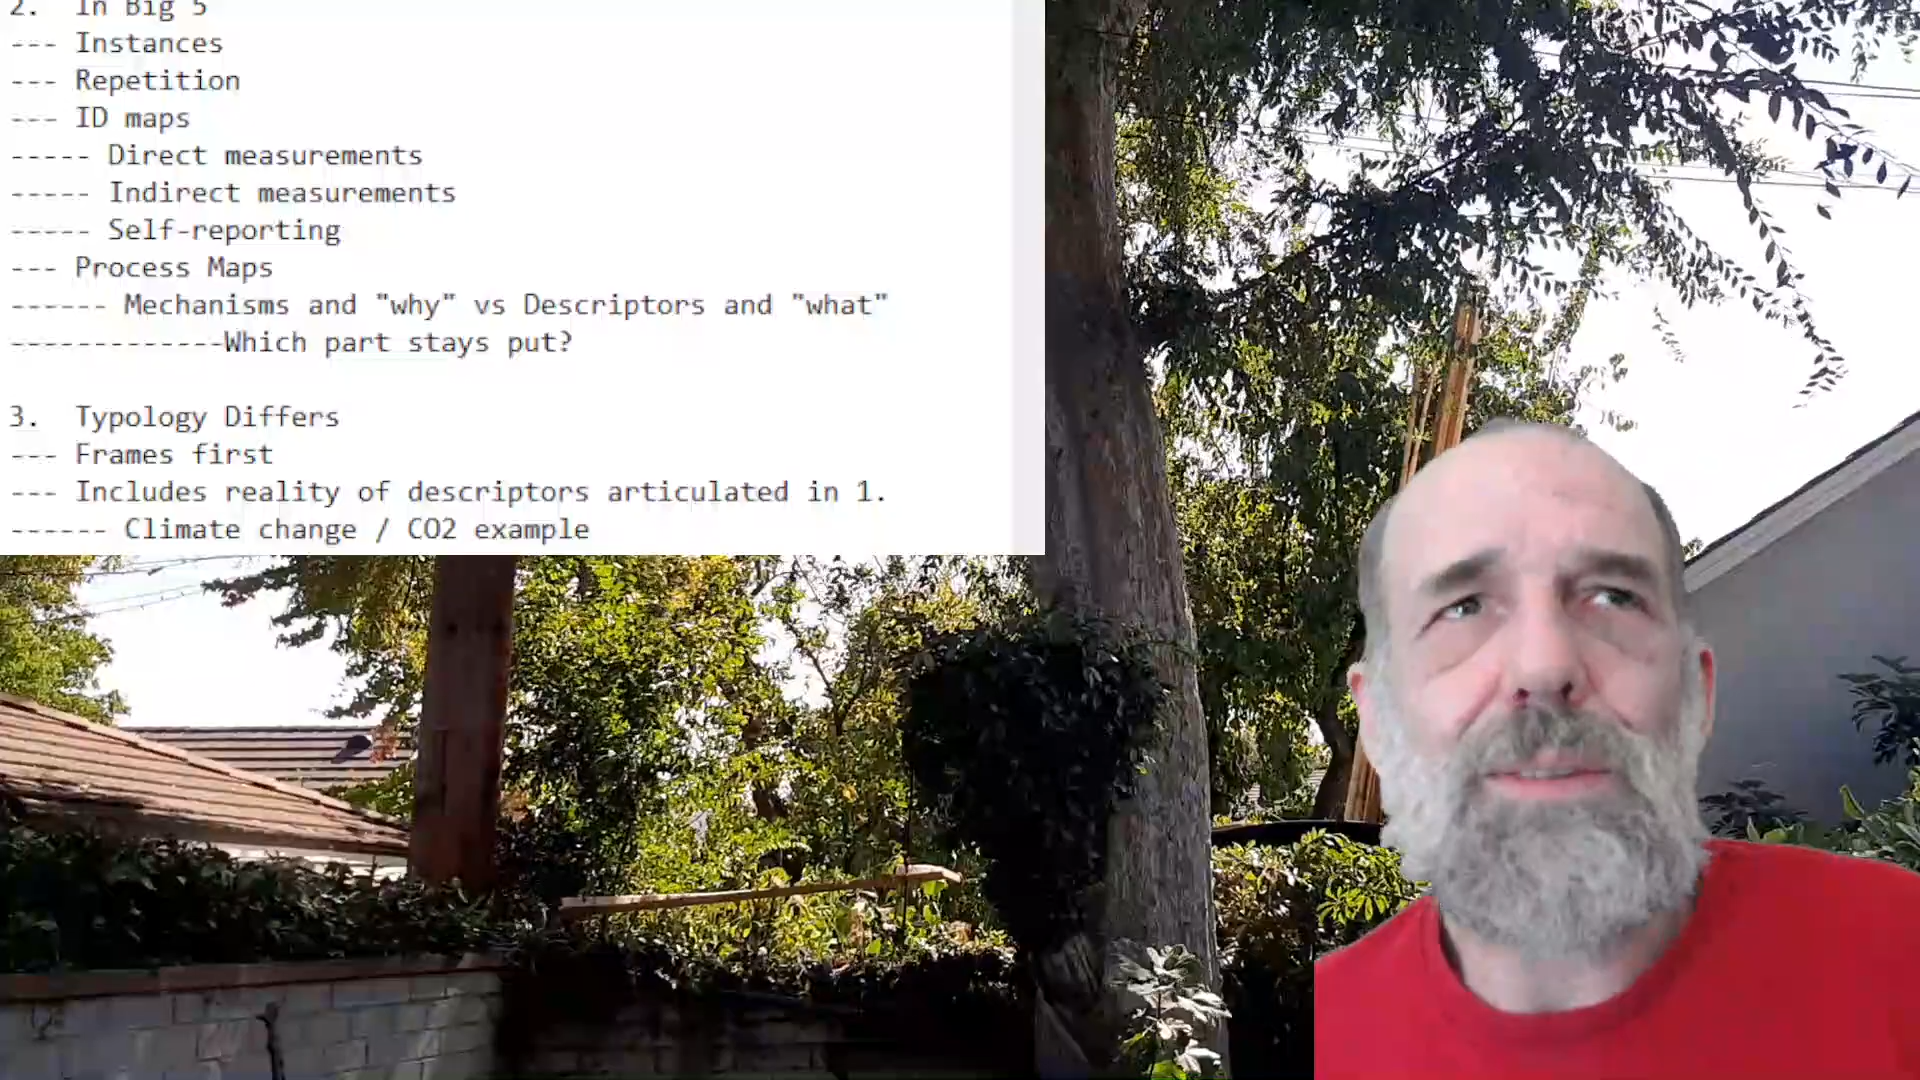 2.  In Big 5
--- Instances
--- Repetition
--- ID maps
----- Direct measurements
----- Indirect measurements
----- Self-reporting
--- Process Maps
------ Mechanisms and "why" vs Descriptors and "what"
-------------Which part stays put?
3.  Typology Differs
--- Frames first
--- Includes reality of descriptors articulated in 1.
------ Climate change / CO2 example